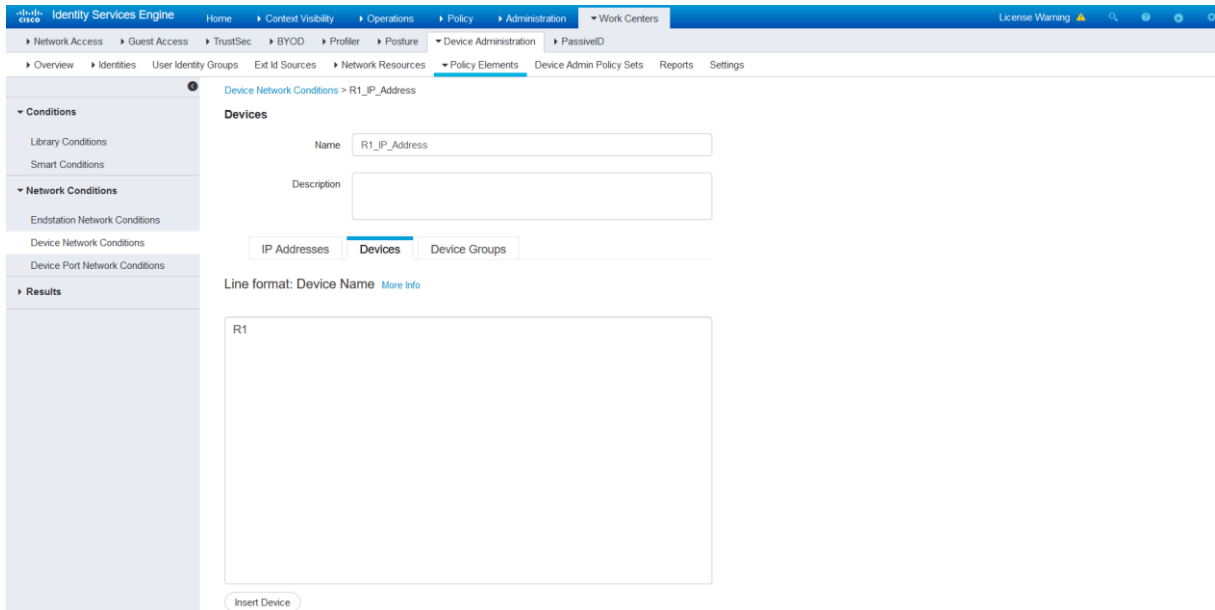 cisco Identity Services Engine Home Context Visibility Operations Policy Administration Work Centers License Warning
Network Access Guest Access TrustSec BYOD Profiler Posture Device Administration PassiveID
Overview Identities User Identity Groups Ext Id Sources Network Resources Policy Elements Device Admin Policy Sets Reports Settings
Device Network Conditions > R1_IP_Address
Conditions
Library Conditions
Smart Conditions
Network Conditions
Endstation Network Conditions
Device Network Conditions
Device Port Network Conditions
Results
Devices
Name R1_IP_Address
Description
IP Addresses Devices Device Groups
Line format: Device Name More Info
R1
Insert Device